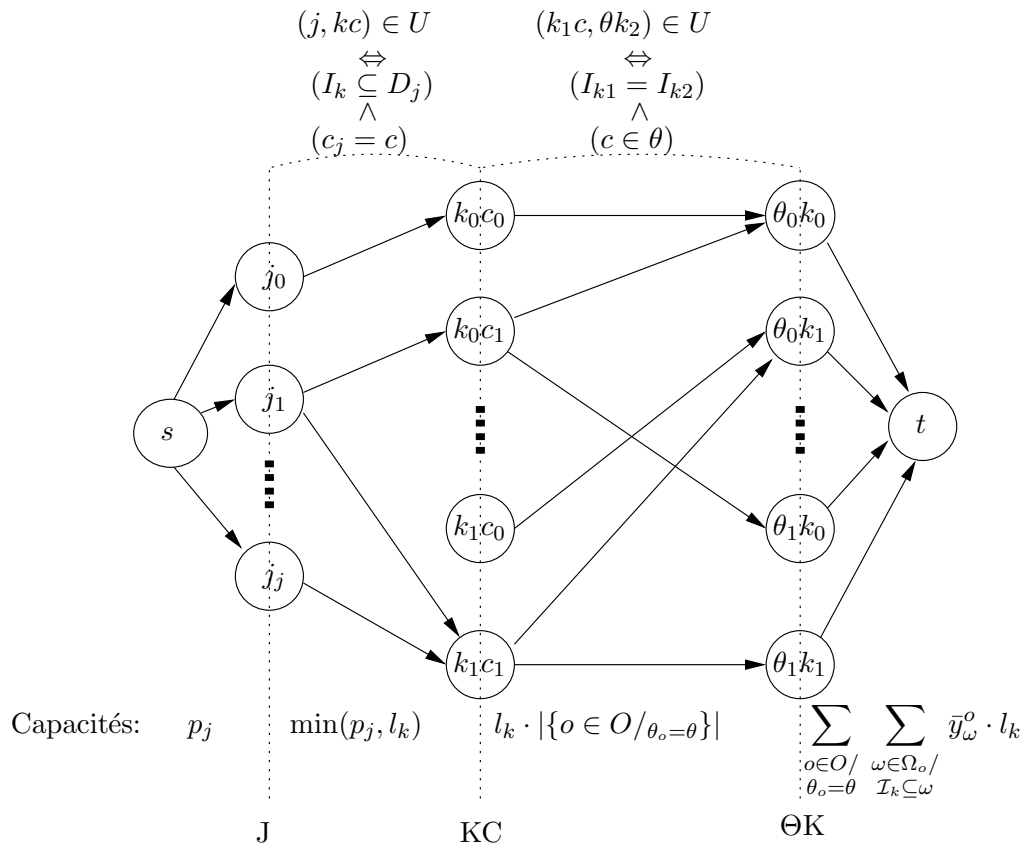 (j, kc) ∈ U
⇔
(I_k ⊆ D_j)
∧
(c_j = c)
(k_1c, θk_2) ∈ U
⇔
(I_{k1} = I_{k2})
∧
(c ∈ θ)
k_0c_0
θ_0k_0
j_0
k_0c_1
θ_0k_1
j_1
s
t
k_1c_0
θ_1k_0
j_j
k_1c_1
θ_1k_1
Capacités: p_j min(p_j, l_k) l_k · |{o ∈ O/_{θ_o=θ}}| ∑_{o∈O/ θ_o=θ} ∑_{ω∈Ω_o/ 𝓘_k⊆ω} ȳ_ω^o · l_k
J KC ΘK